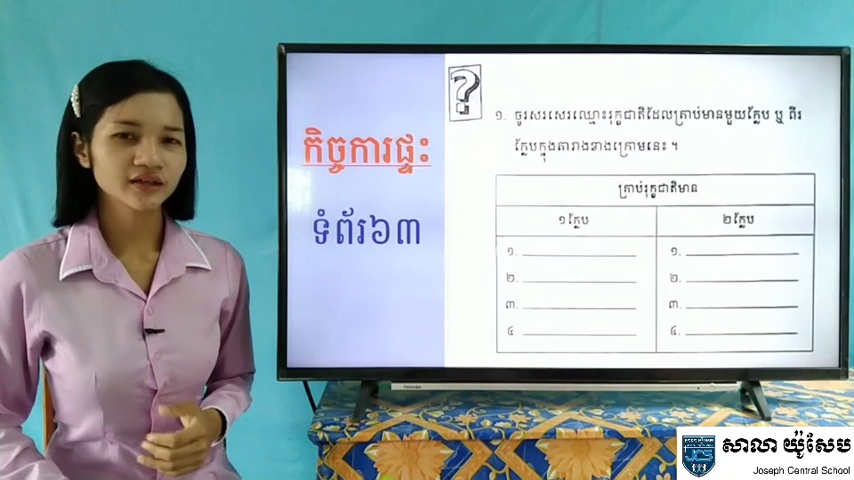 កិច្ចការផ្ទះ
ទំព័រ៦៣
?
១. ចូរសរសេរឈ្មោះរុក្ខជាតិដែលគ្រាប់មានមួយក្លែប ឬ ពីរ
ក្លែបក្នុងតារាងខាងក្រោមនេះ ។
គ្រាប់រុក្ខជាតិមាន
១ក្លែប
២ក្លែប
១.
១.
២.
២.
៣.
៣.
៤
៤.
TOSHIBA
JCS
សាលា យ៉ូសែប
Joseph Central School